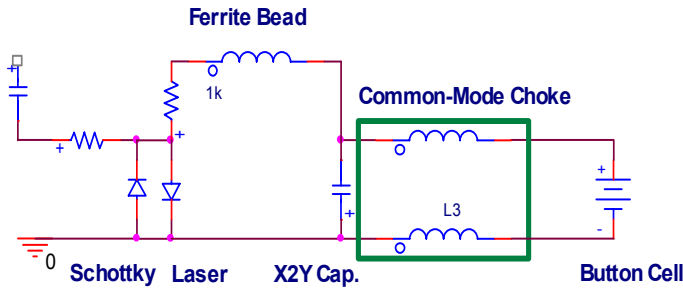 Ferrite Bead
1k
Common-Mode Choke
+
+
+
+
+
L3
-
0
Schottky Laser X2Y Cap. Button Cell